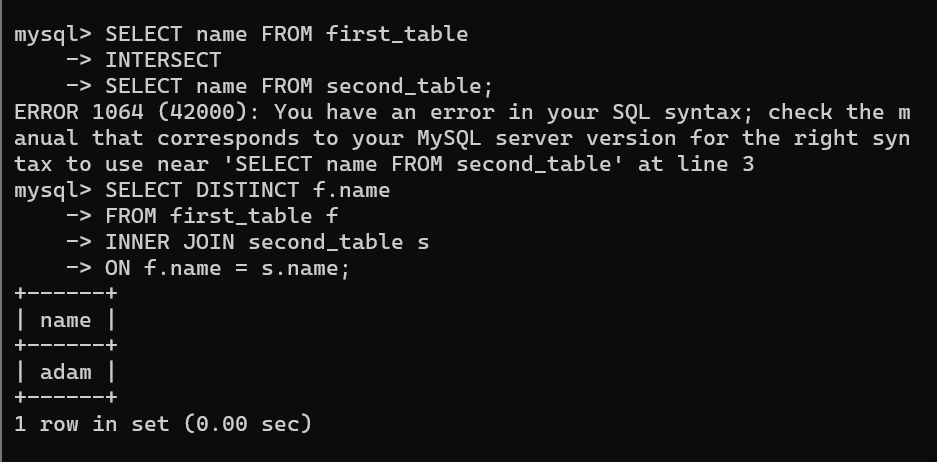 mysql> SELECT name FROM first_table
    -> INTERSECT
    -> SELECT name FROM second_table;
ERROR 1064 (42000): You have an error in your SQL syntax; check the m
anual that corresponds to your MySQL server version for the right syn
tax to use near 'SELECT name FROM second_table' at line 3
mysql> SELECT DISTINCT f.name
    -> FROM first_table f
    -> INNER JOIN second_table s
    -> ON f.name = s.name;
+------+
| name |
+------+
| adam |
+------+
1 row in set (0.00 sec)